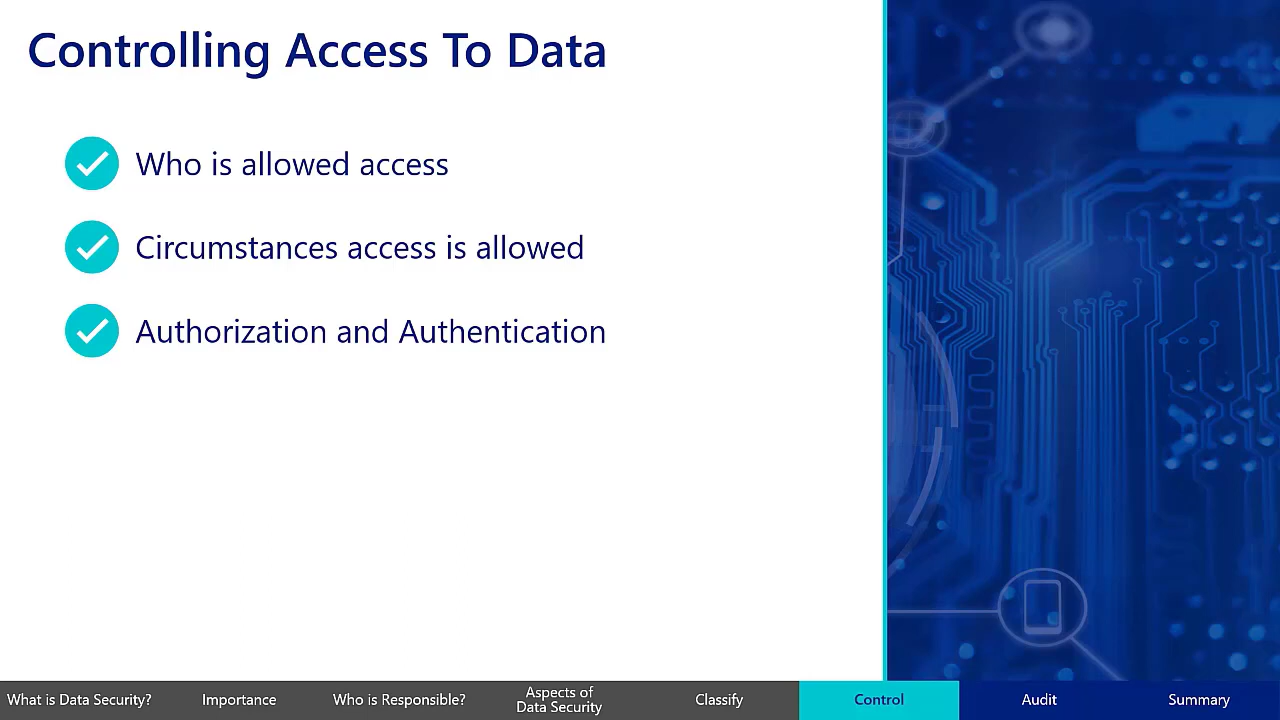 Controlling Access To Data
Who is allowed access
Circumstances access is allowed
Authorization and Authentication
What is Data Security?
Importance
Who is Responsible?
Aspects of
Data Security
Classify
Control
Audit
Summary